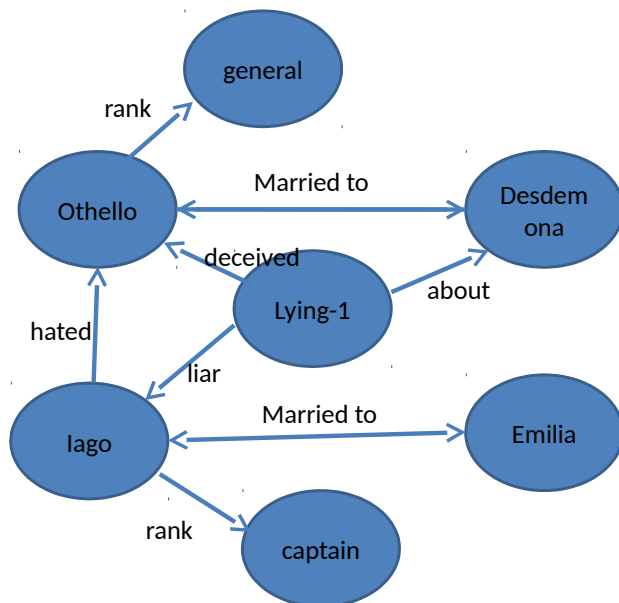 general
rank
Married to
Othello
Desdem
ona
deceived
Lying-1
about
hated
liar
Married to
Iago
Emilia
rank
captain